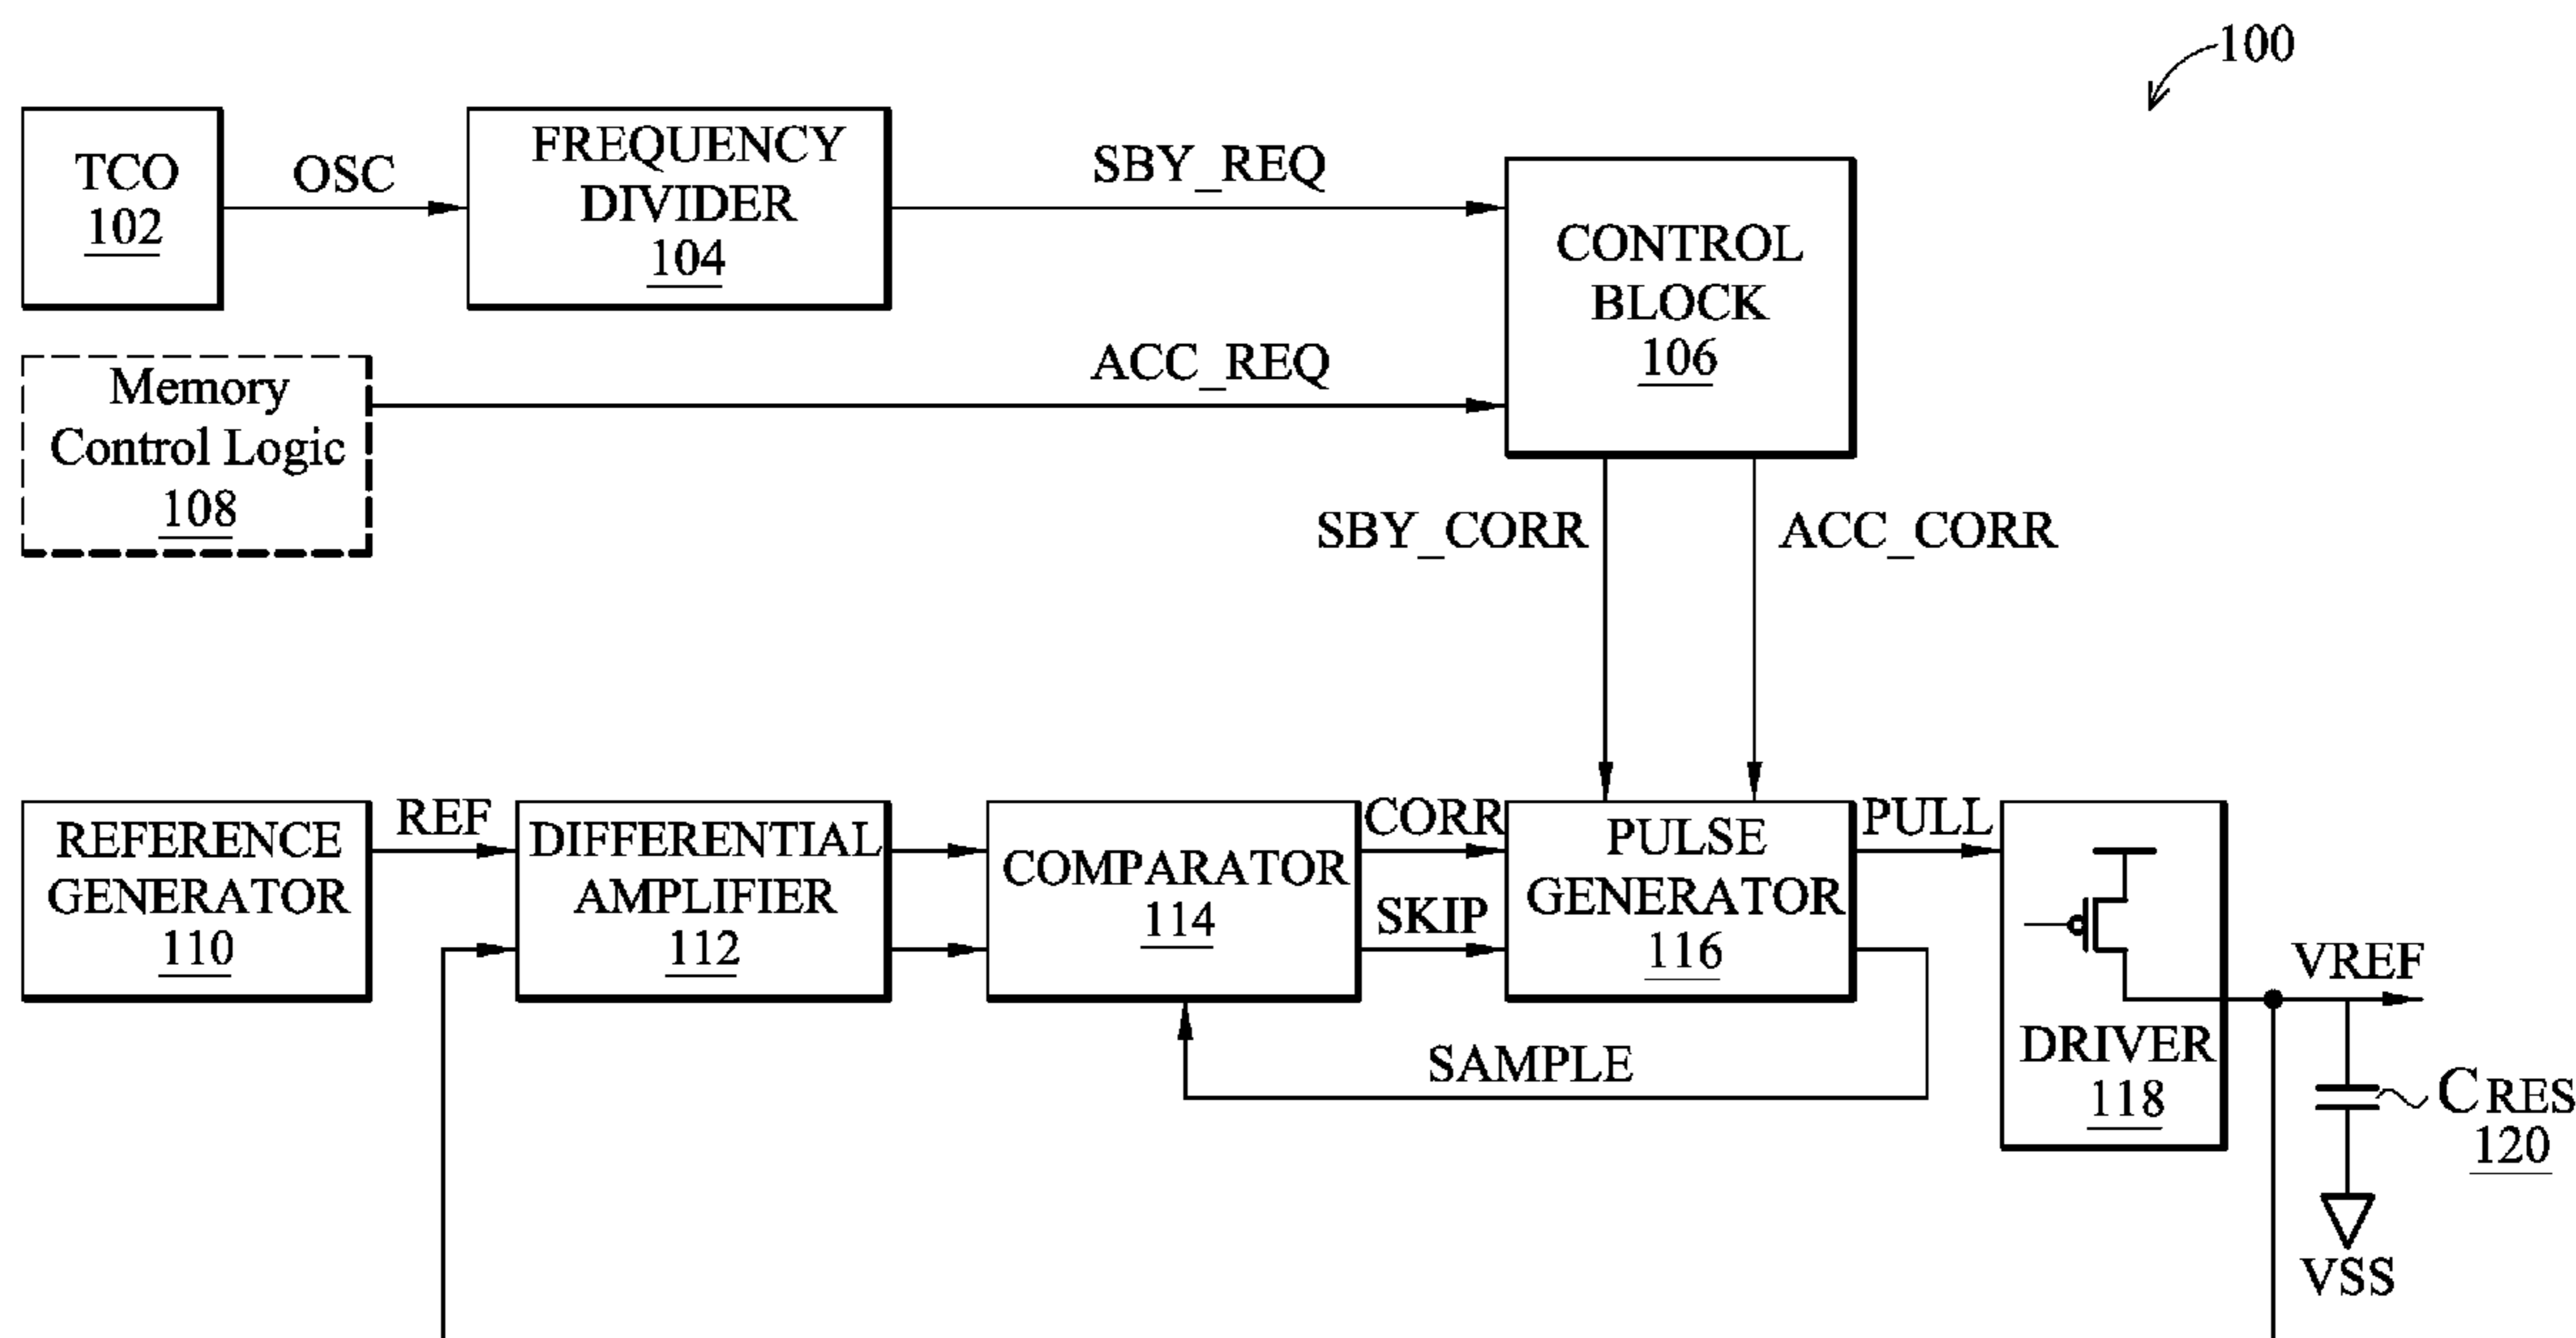 100
TCO
102
OSC
FREQUENCY
DIVIDER
104
SBY_REQ
CONTROL
BLOCK
106
Memory
Control Logic
108
ACC_REQ
SBY_CORR
ACC_CORR
REFERENCE
GENERATOR
110
REF
DIFFERENTIAL
AMPLIFIER
112
COMPARATOR
114
CORR
SKIP
PULSE
GENERATOR
116
PULL
SAMPLE
DRIVER
118
VREF
CRES
120
VSS